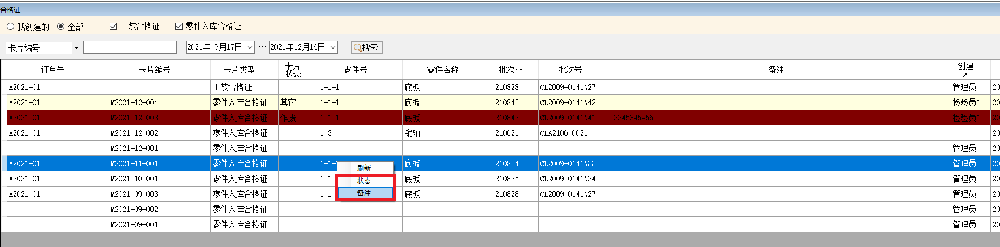 合格证
我创建的 全部 工装合格证 零件入库合格证
卡片编号 2021年 9月17日 ～ 2021年12月16日 搜索
订单号 卡片编号 卡片类型 卡片状态 零件号 零件名称 批次id 批次号 备注 创建人
A2021-01 工装合格证 1-1-1 底板 210828 CL2009-0141\27 管理员 20
A2021-01 M2021-12-004 零件入库合格证 其它 1-1-1 底板 210843 CL2009-0141\42 检验员1 20
A2021-01 M2021-12-003 零件入库合格证 作废 1-1-1 底板 210842 CL2009-0141\41 2345345456 检验员1 20
A2021-01 M2021-12-002 零件入库合格证 1-3 销轴 210621 CLA2106-0021 20
M2021-12-001 零件入库合格证 管理员 20
A2021-01 M2021-11-001 零件入库合格证 1-1-1 底板 210834 CL2009-0141\33 管理员 20
刷新
A2021-01 M2021-10-001 零件入库合格证 1-1- 底板 210825 CL2009-0141\24 管理员 20
状态
A2021-01 M2021-09-003 零件入库合格证 1-1- 底板 210828 CL2009-0141\27 管理员 20
备注
M2021-09-002 零件入库合格证 管理员 20
M2021-09-001 零件入库合格证 管理员 20